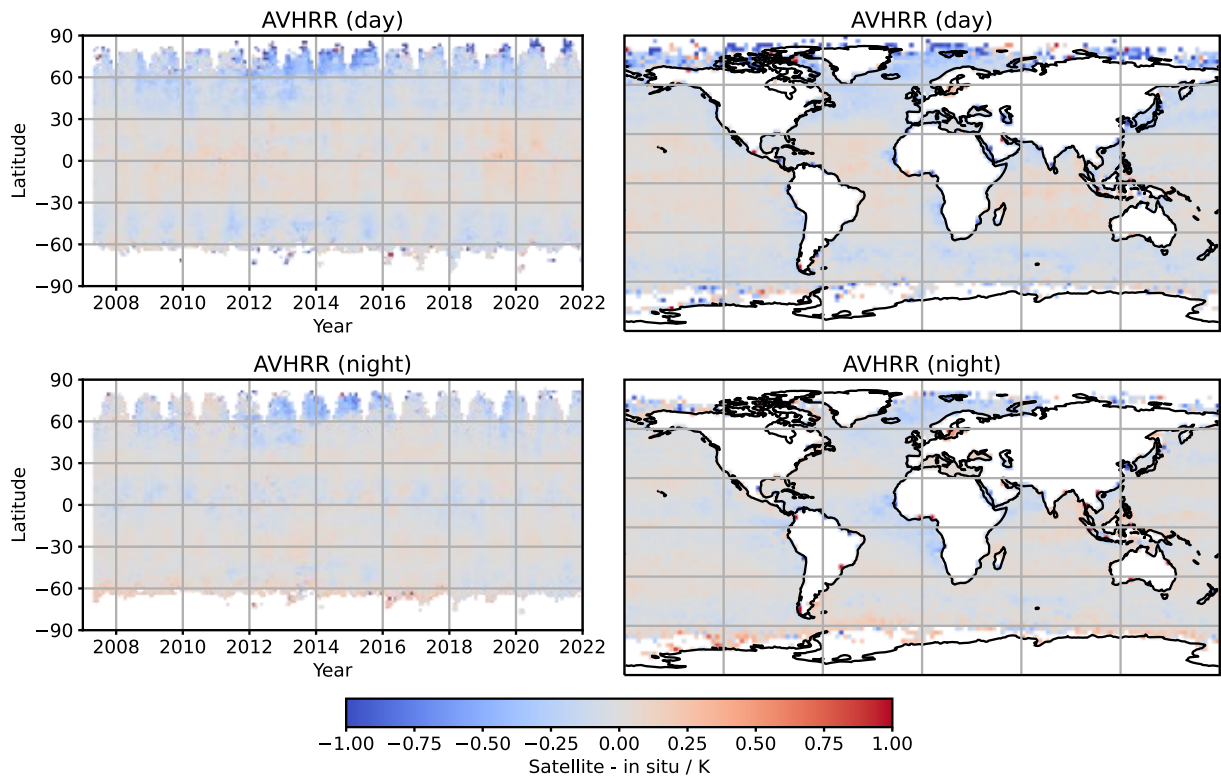 AVHRR (day)
AVHRR (day)
90
60
30
0
−30
−60
−90
Latitude
2008 2010 2012 2014 2016 2018 2020 2022
Year
AVHRR (night)
AVHRR (night)
90
60
30
0
−30
−60
−90
Latitude
2008 2010 2012 2014 2016 2018 2020 2022
Year
−1.00 −0.75 −0.50 −0.25 0.00 0.25 0.50 0.75 1.00
Satellite - in situ / K